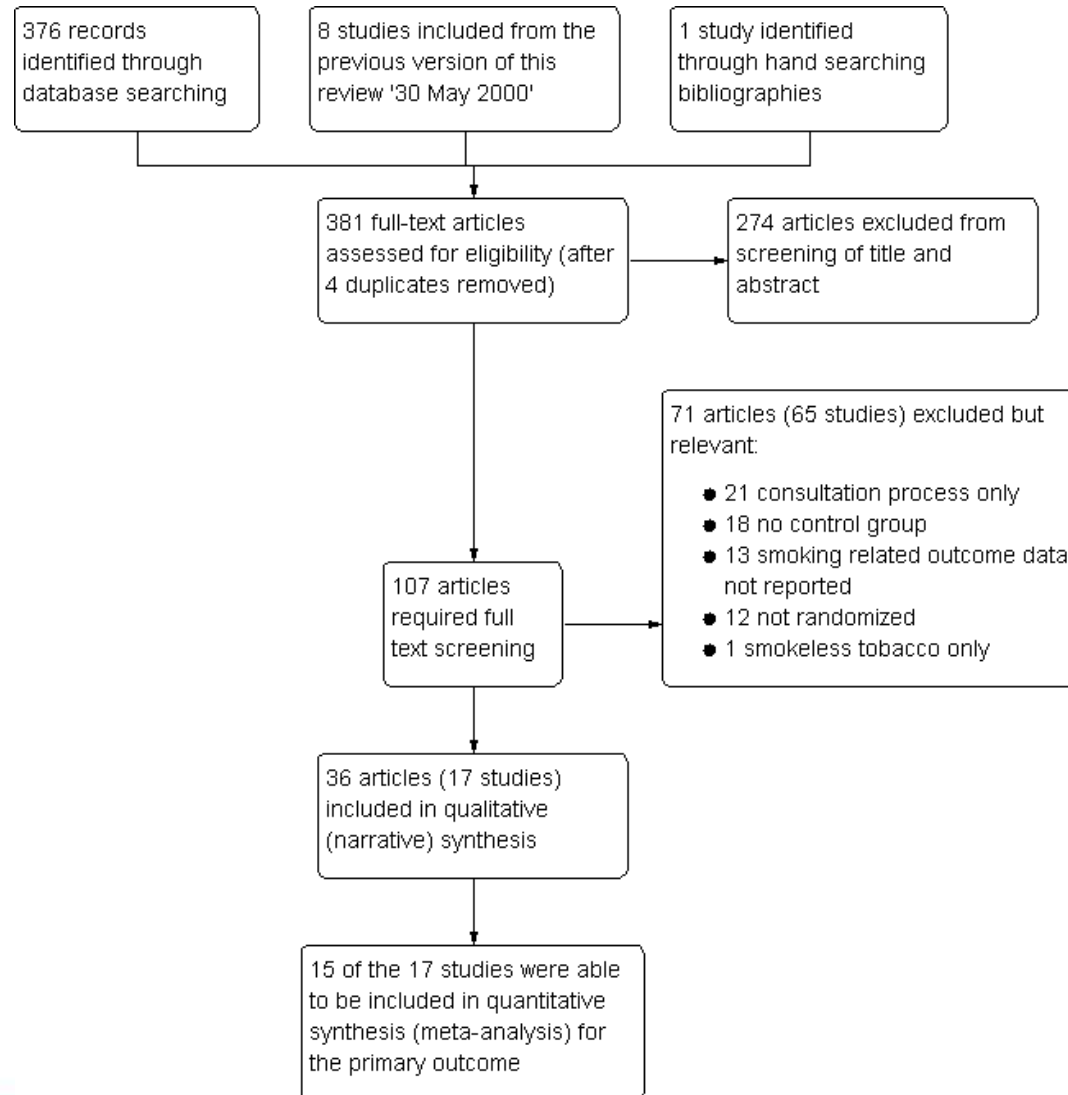 376 records
identified through
database searching
8 studies included from the
previous version of this
review '30 May 2000'
1 study identified
through hand searching
bibliographies
381 full-text articles
assessed for eligibility (after
4 duplicates removed)
274 articles excluded from
screening of title and
abstract
71 articles (65 studies) excluded but
relevant:
● 21 consultation process only
● 18 no control group
● 13 smoking related outcome data
not reported
● 12 not randomized
● 1 smokeless tobacco only
107 articles
required full
text screening
36 articles (17 studies)
included in qualitative
(narrative) synthesis
15 of the 17 studies were able
to be included in quantitative
synthesis (meta-analysis) for
the primary outcome